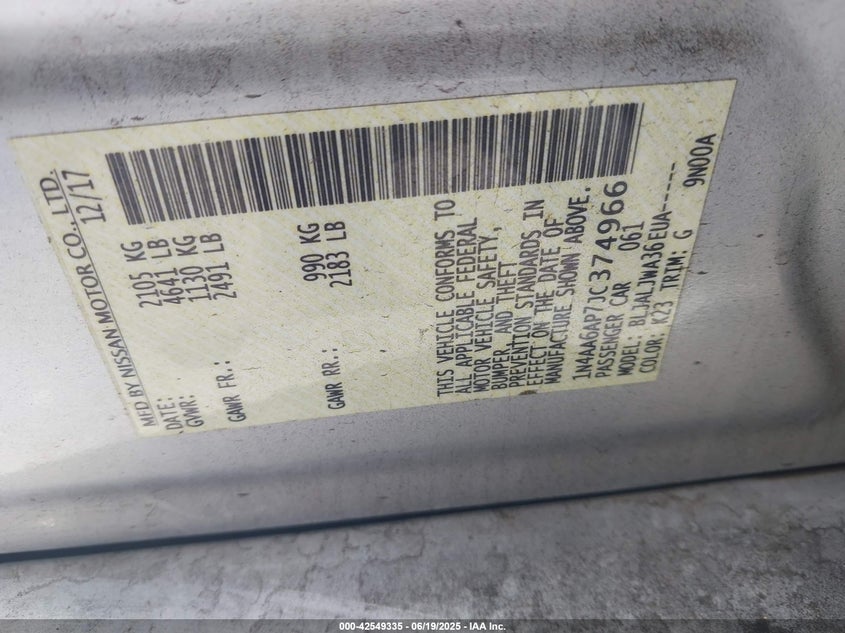 MFD BY NISSAN MOTOR CO., LTD.
DATE: 12/17
GVWR: 2105 KG
4641 LB
GAWR FR.: 1130 KG
2491 LB
GAWR RR.: 990 KG
2183 LB
THIS VEHICLE CONFORMS TO
ALL APPLICABLE FEDERAL
MOTOR VEHICLE SAFETY,
BUMPER, AND THEFT
PREVENTION STANDARDS IN
EFFECT ON THE DATE OF
MANUFACTURE SHOWN ABOVE.
1N4AA6AP7JC374966
PASSENGER CAR 061
MODEL: BLJALJWA36EUA------
COLOR: K23 TRIM: G 9N00A
000-42549335 - 06/19/2025 - IAA Inc.